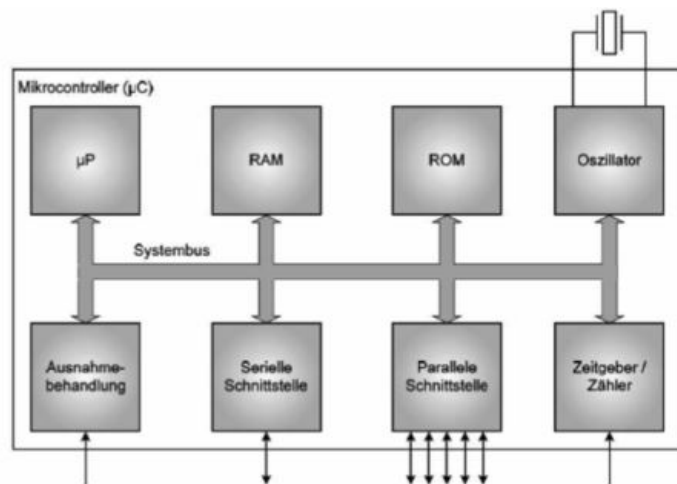 Mikrocontroller (µC)
µP
RAM
ROM
Oszillator
Systembus
Ausnahme-
behandlung
Serielle
Schnittstelle
Parallele
Schnittstelle
Zeitgeber /
Zähler